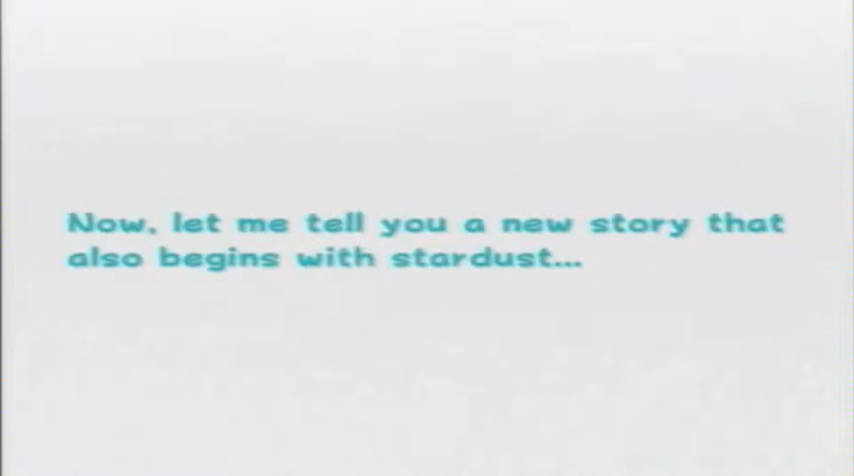 Now, let me tell you a new story that
also begins with stardust...